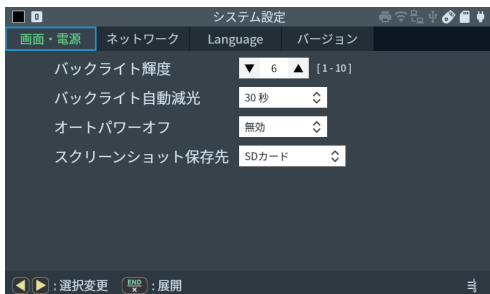 0 システム設定
画面・電源 ネットワーク Language バージョン
バックライト輝度 ▼ 6 ▲ [1-10]
バックライト自動減光 30秒
オートパワーオフ 無効
スクリーンショット保存先 SDカード
◀▶:選択変更 END×:展開